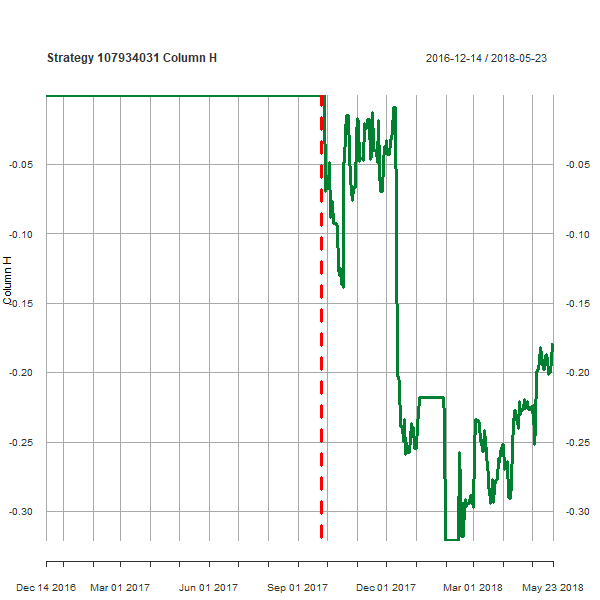 Strategy 107934031 Column H
2016-12-14 / 2018-05-23
-0.05 -0.05
-0.10 -0.10
Column H
-0.15 -0.15
-0.20 -0.20
-0.25 -0.25
-0.30 -0.30
Dec 14 2016 Mar 01 2017 Jun 01 2017 Sep 01 2017 Dec 01 2017 Mar 01 2018 May 23 2018